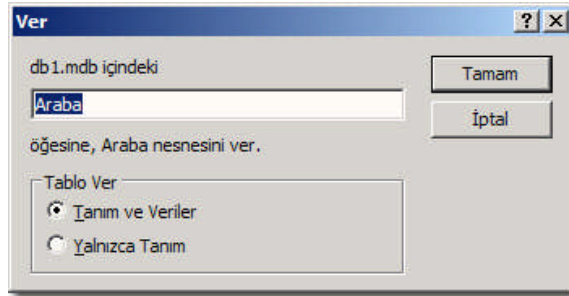 Ver
db1.mdb içindeki
Araba
öğesine, Araba nesnesini ver.
Tablo Ver
Tanım ve Veriler
Yalnızca Tanım
Tamam
İptal